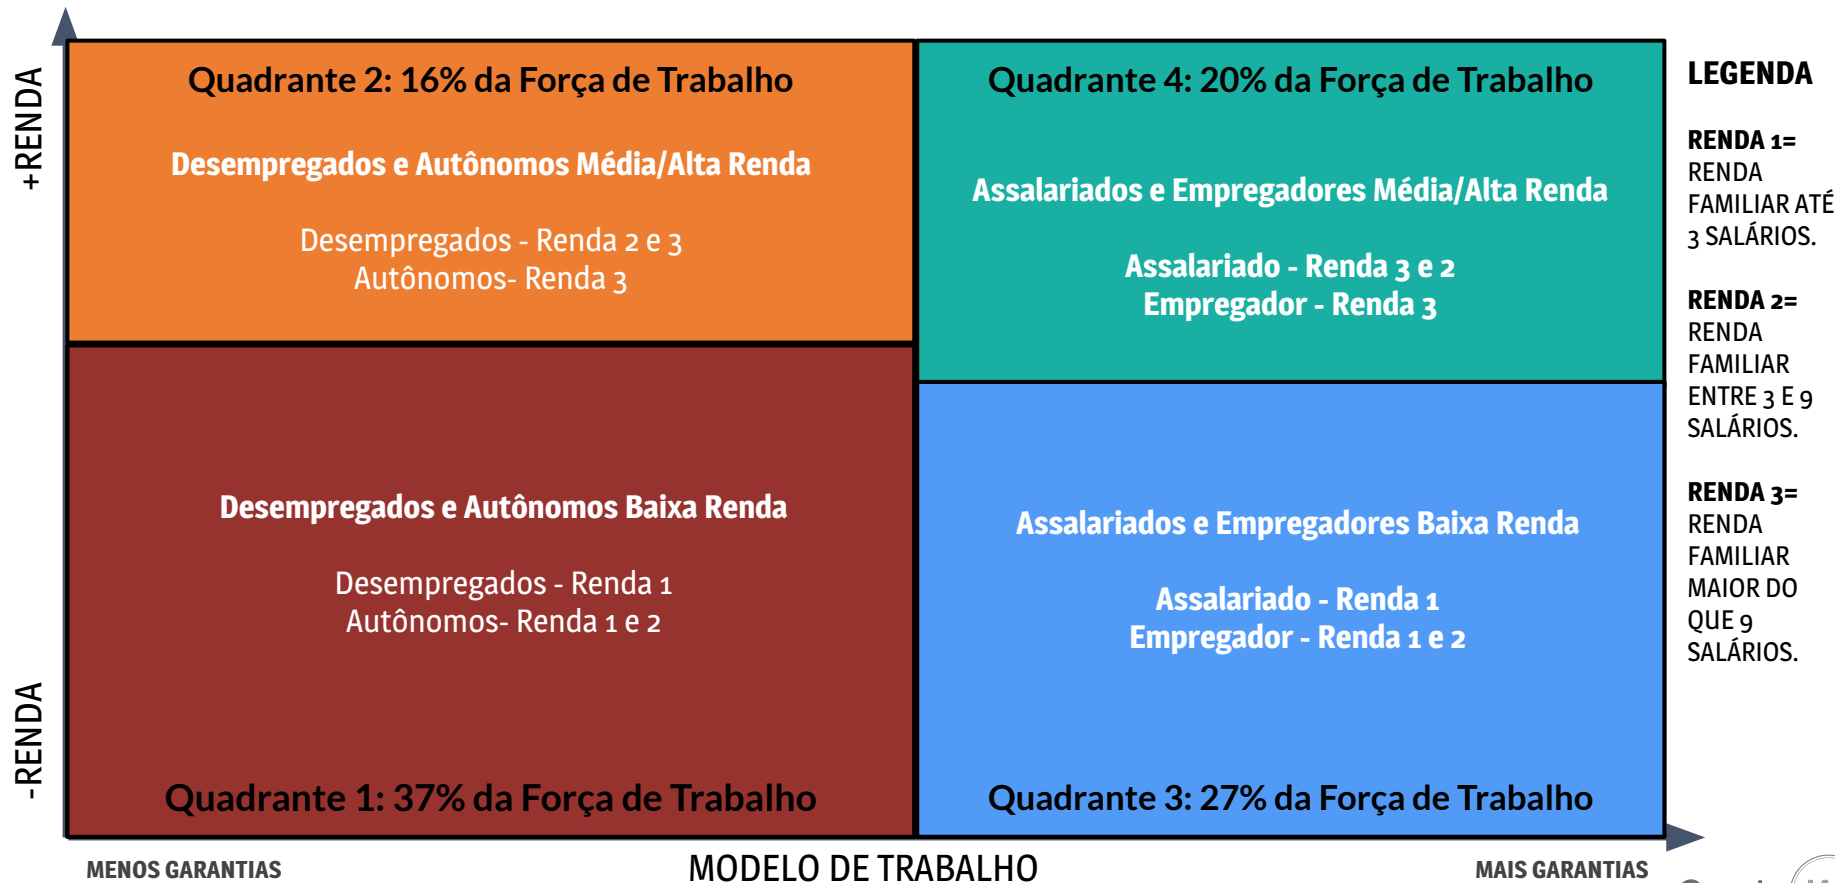 +RENDA
Quadrante 2: 16% da Força de Trabalho
Desempregados e Autônomos Média/Alta Renda
Desempregados - Renda 2 e 3
Autônomos- Renda 3
Quadrante 4: 20% da Força de Trabalho
Assalariados e Empregadores Média/Alta Renda
Assalariado - Renda 3 e 2
Empregador - Renda 3
-RENDA
Desempregados e Autônomos Baixa Renda
Desempregados - Renda 1
Autônomos- Renda 1 e 2
Quadrante 1: 37% da Força de Trabalho
Assalariados e Empregadores Baixa Renda
Assalariado - Renda 1
Empregador - Renda 1 e 2
Quadrante 3: 27% da Força de Trabalho
LEGENDA
RENDA 1=
RENDA
FAMILIAR ATÉ
3 SALÁRIOS.
RENDA 2=
RENDA
FAMILIAR
ENTRE 3 E 9
SALÁRIOS.
RENDA 3=
RENDA
FAMILIAR
MAIOR DO
QUE 9
SALÁRIOS.
MENOS GARANTIAS
MODELO DE TRABALHO
MAIS GARANTIAS